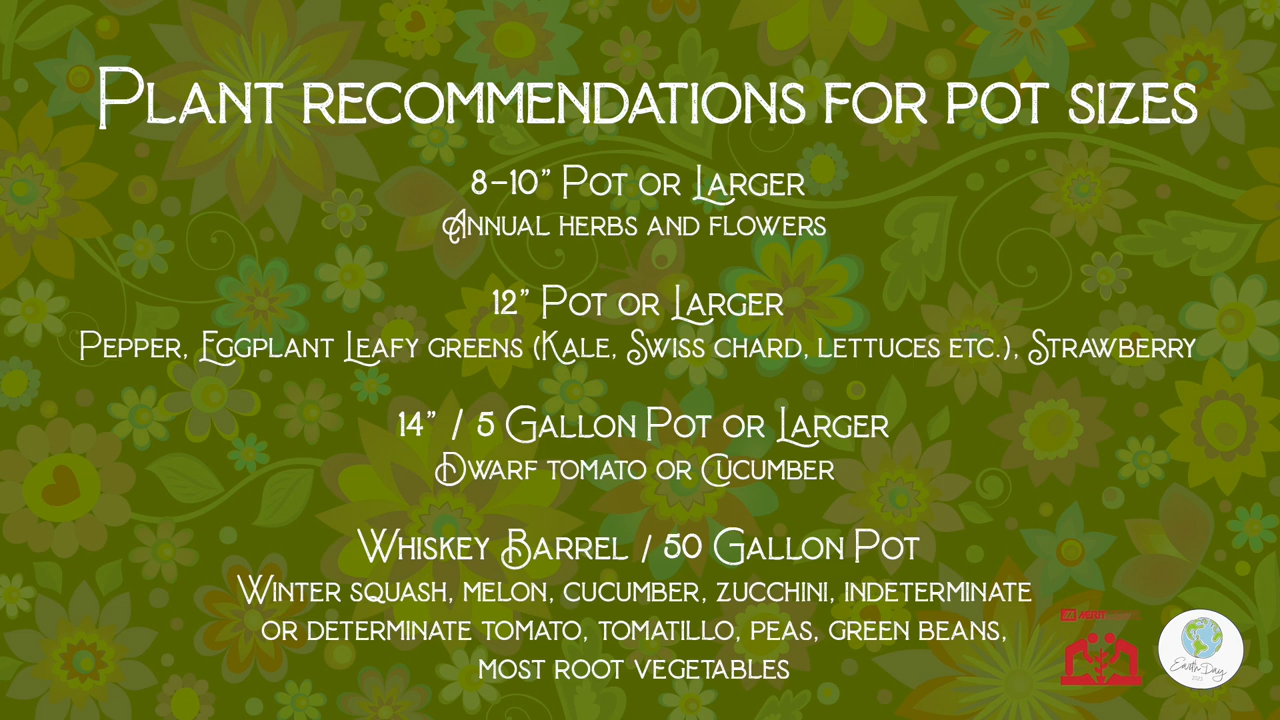 Plant recommendations for pot sizes
8-10” Pot or Larger
Annual herbs and flowers
12” Pot or Larger
Pepper, Eggplant Leafy greens (Kale, Swiss chard, lettuces etc.), Strawberry
14” / 5 Gallon Pot or Larger
Dwarf tomato or Cucumber
Whiskey Barrel / 50 Gallon Pot
Winter squash, melon, cucumber, zucchini, indeterminate
or determinate tomato, tomatillo, peas, green beans,
most root vegetables
Earth Day
2023